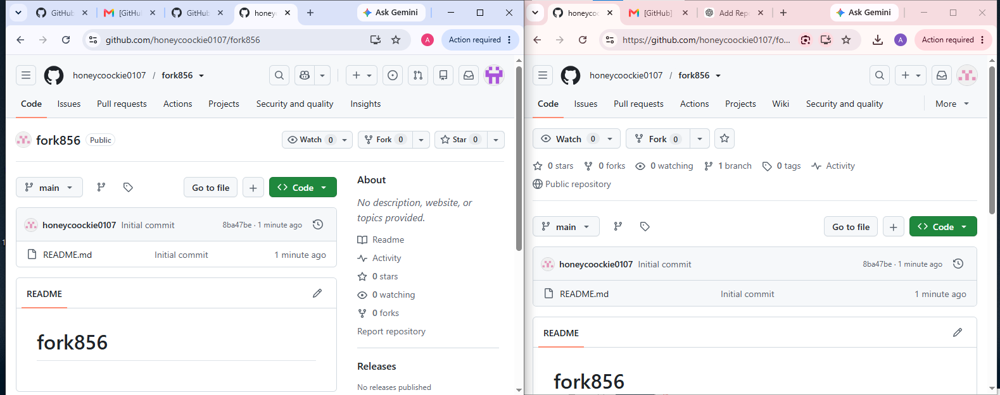 GitHub
[GitHu
GitHub
honey
Ask Gemini
github.com/honeycoockie0107/fork856
A
Action required
honeycoockie0107 / fork856
Code Issues Pull requests Actions Projects Security and quality Insights
fork856 Public
Watch 0 Fork 0 Star 0
main Go to file + Code
honeycoockie0107 Initial commit 8ba47be · 1 minute ago
README.md Initial commit 1 minute ago
README
fork856
About
No description, website, or
topics provided.
Readme
Activity
0 stars
0 watching
0 forks
Report repository
Releases
No releases published
1
honeycoo
[GitHub]
Add Repo
Ask Gemini
https://github.com/honeycoockie0107/fo...
A
Action required
honeycoockie0107 / fork856
Code Issues Pull requests Actions Projects Wiki Security and quality More
Watch 0 Fork 0
0 stars 0 forks 0 watching 1 branch 0 tags Activity
Public repository
main Go to file + Code
honeycoockie0107 Initial commit 8ba47be · 1 minute ago
README.md Initial commit 1 minute ago
README
fork856